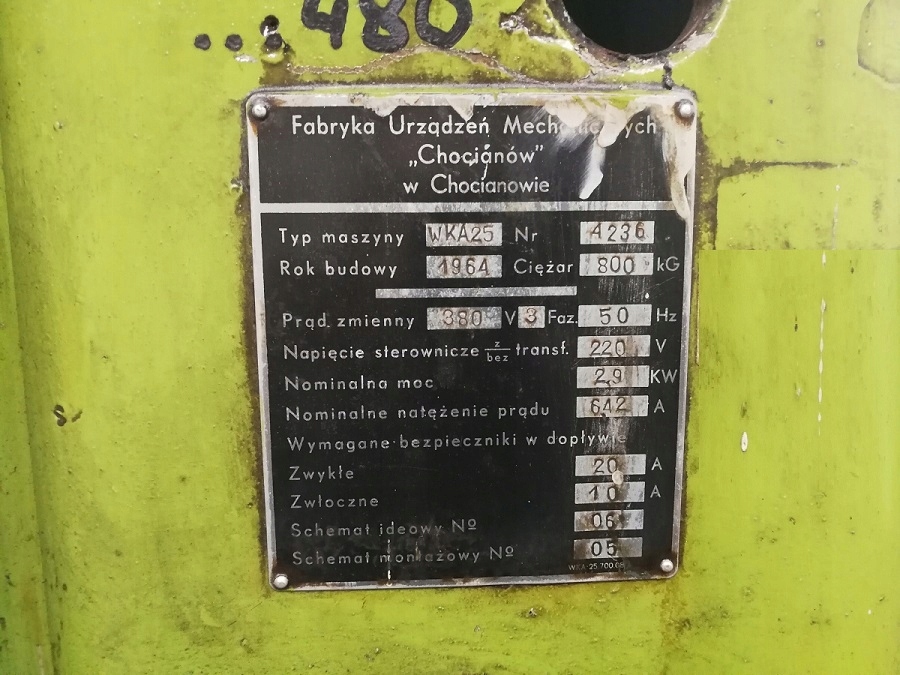 480
Fabryka Urządzeń Mechanicznych
„Chocianów”
w Chocianowie
Typ maszyny WKA25 Nr A236
Rok budowy 1964 Ciężar 800 kG
Prąd. zmienny 380 V 3 Faz. 50 Hz
Napięcie sterownicze z/bez transf. 220 V
Nominalna moc 2,9 KW
Nominalne natężenie prądu 6,42 A
Wymagane bezpieczniki w dopływie
Zwykłe 20 A
Zwłoczne 10 A
Schemat ideowy Nº 06
Schemat montażowy Nº 05
WKA-25.700.08